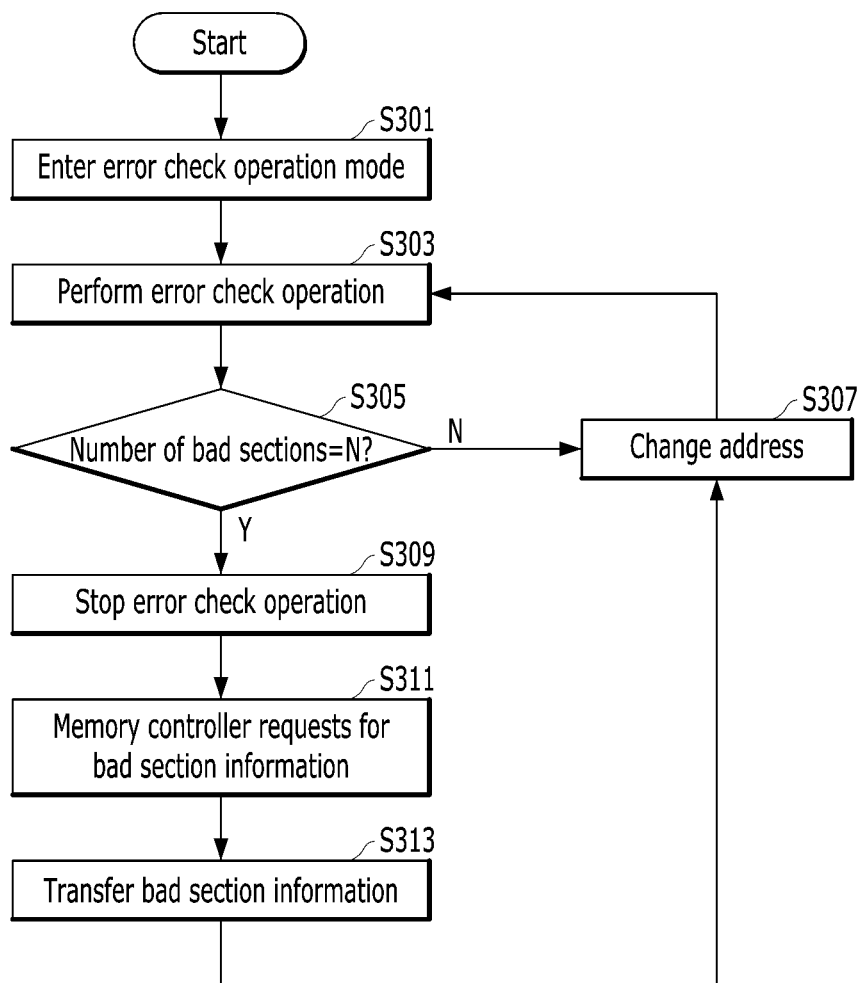 Start
S301
Enter error check operation mode
S303
Perform error check operation
S305
Number of bad sections=N?
N
S307
Change address
Y
S309
Stop error check operation
S311
Memory controller requests for
bad section information
S313
Transfer bad section information